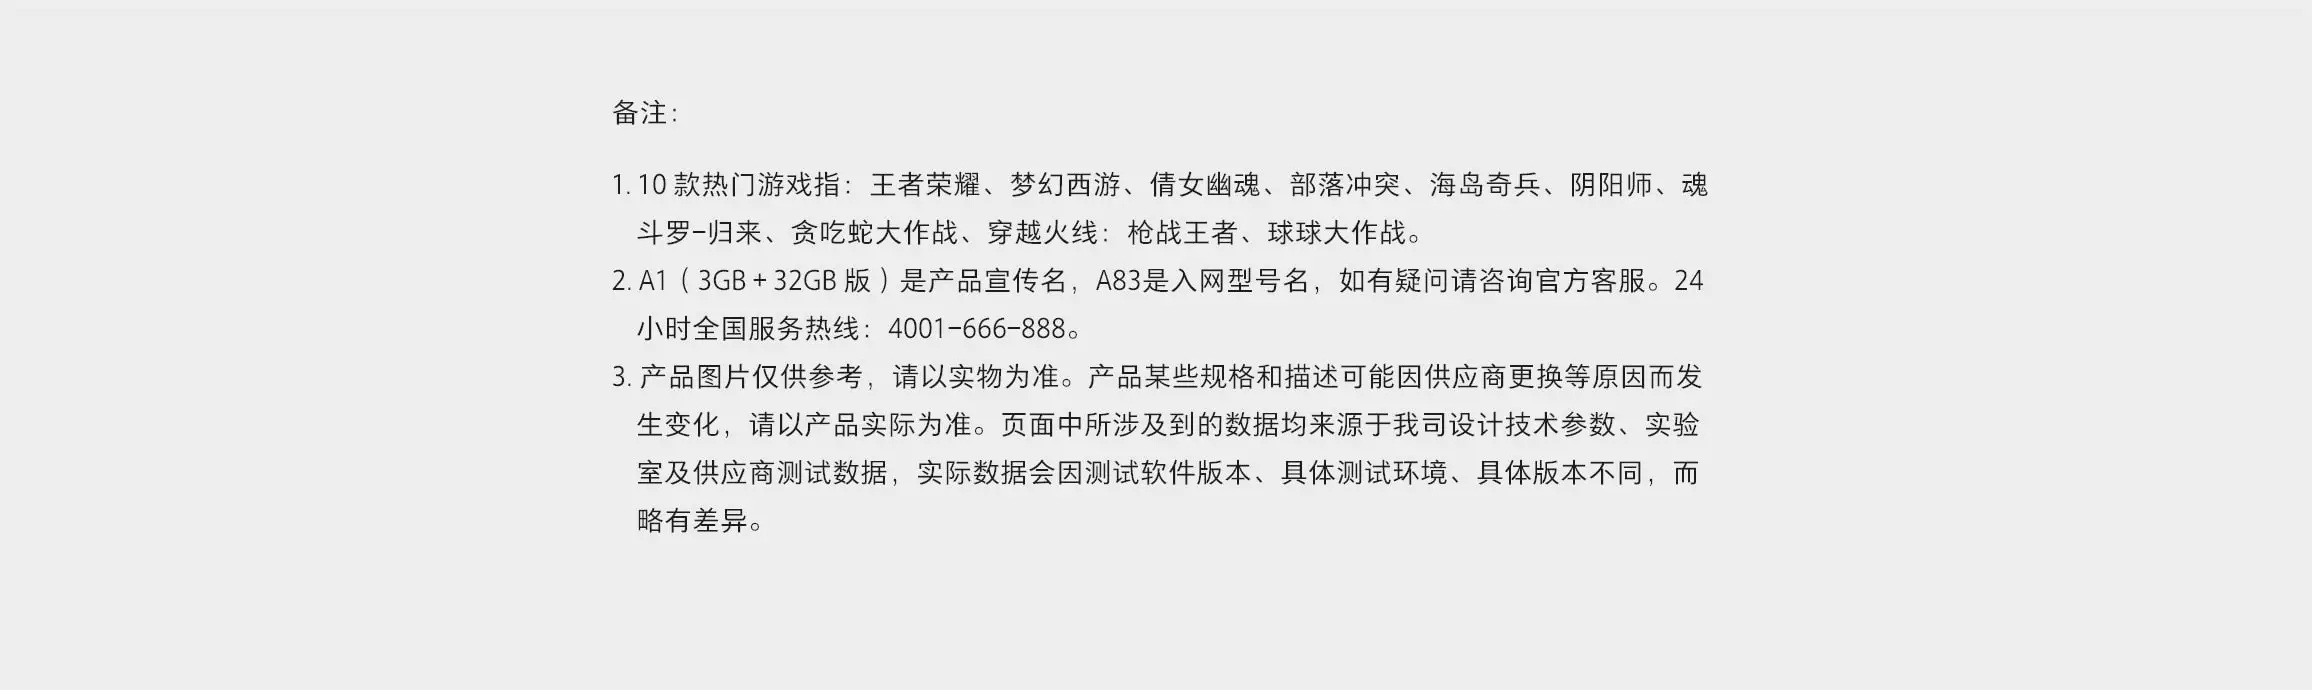 备注：
1. 10 款热门游戏指：王者荣耀、梦幻西游、倩女幽魂、部落冲突、海岛奇兵、阴阳师、魂
斗罗-归来、贪吃蛇大作战、穿越火线：枪战王者、球球大作战。
2. A1（3GB + 32GB 版）是产品宣传名，A83是入网型号名，如有疑问请咨询官方客服。24
小时全国服务热线：4001-666-888。
3. 产品图片仅供参考，请以实物为准。产品某些规格和描述可能因供应商更换等原因而发
生变化，请以产品实际为准。页面中所涉及到的数据均来源于我司设计技术参数、实验
室及供应商测试数据，实际数据会因测试软件版本、具体测试环境、具体版本不同，而
略有差异。